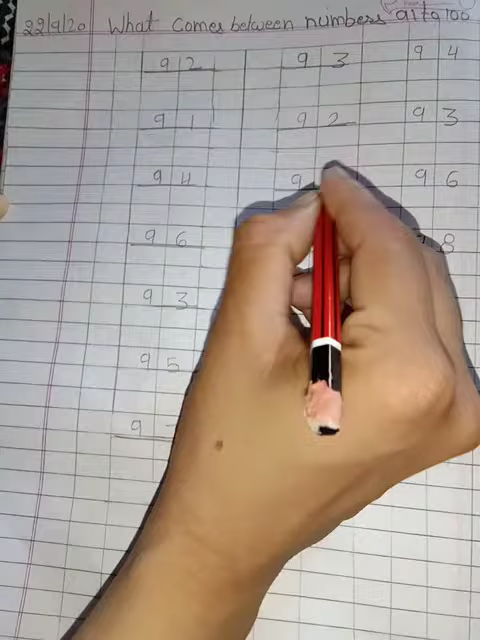 22/9/20 What Comes between numbers 91 to 100
92 93 94
91 92 93
94 9 96
96 8
93
95
9